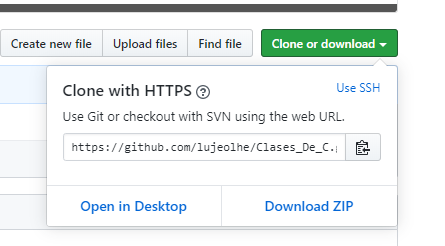 Create new file Upload files Find file Clone or download
Clone with HTTPS Use SSH
Use Git or checkout with SVN using the web URL.
https://github.com/lujeolhe/Clases_De_C.
Open in Desktop Download ZIP